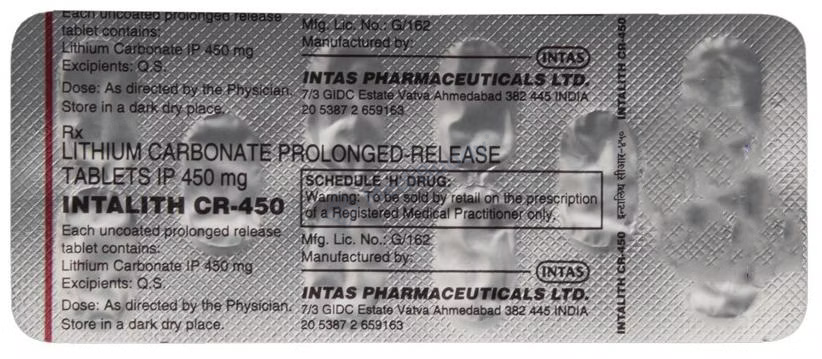 Each uncoated prolonged release
tablet contains:
Lithium Carbonate IP 450 mg
Excipients: Q.S.
Dose: As directed by the Physician.
Store in a dark dry place.
Mfg. Lic. No.: G/162
Manufactured by:
INTAS
INTAS PHARMACEUTICALS LTD.
7/3 GIDC Estate Vatva Ahmedabad 382 445 INDIA
20 5387 2 659163
Rx
LITHIUM CARBONATE PROLONGED-RELEASE
TABLETS IP 450 mg
INTALITH CR-450
Each uncoated prolonged release
tablet contains:
Lithium Carbonate IP 450 mg
Excipients: Q.S.
Dose: As directed by the Physician.
Store in a dark dry place.
SCHEDULE 'H' DRUG:
Warning: To be sold by retail on the prescription
of a Registered Medical Practitioner only.
Mfg. Lic. No.: G/162
Manufactured by:
INTAS
INTAS PHARMACEUTICALS LTD.
7/3 GIDC Estate Vatva Ahmedabad 382 445 INDIA
20 5387 2 659163
INTALITH CR-450 इन्टालिथ सीआर-४५० INTALITH CR-450